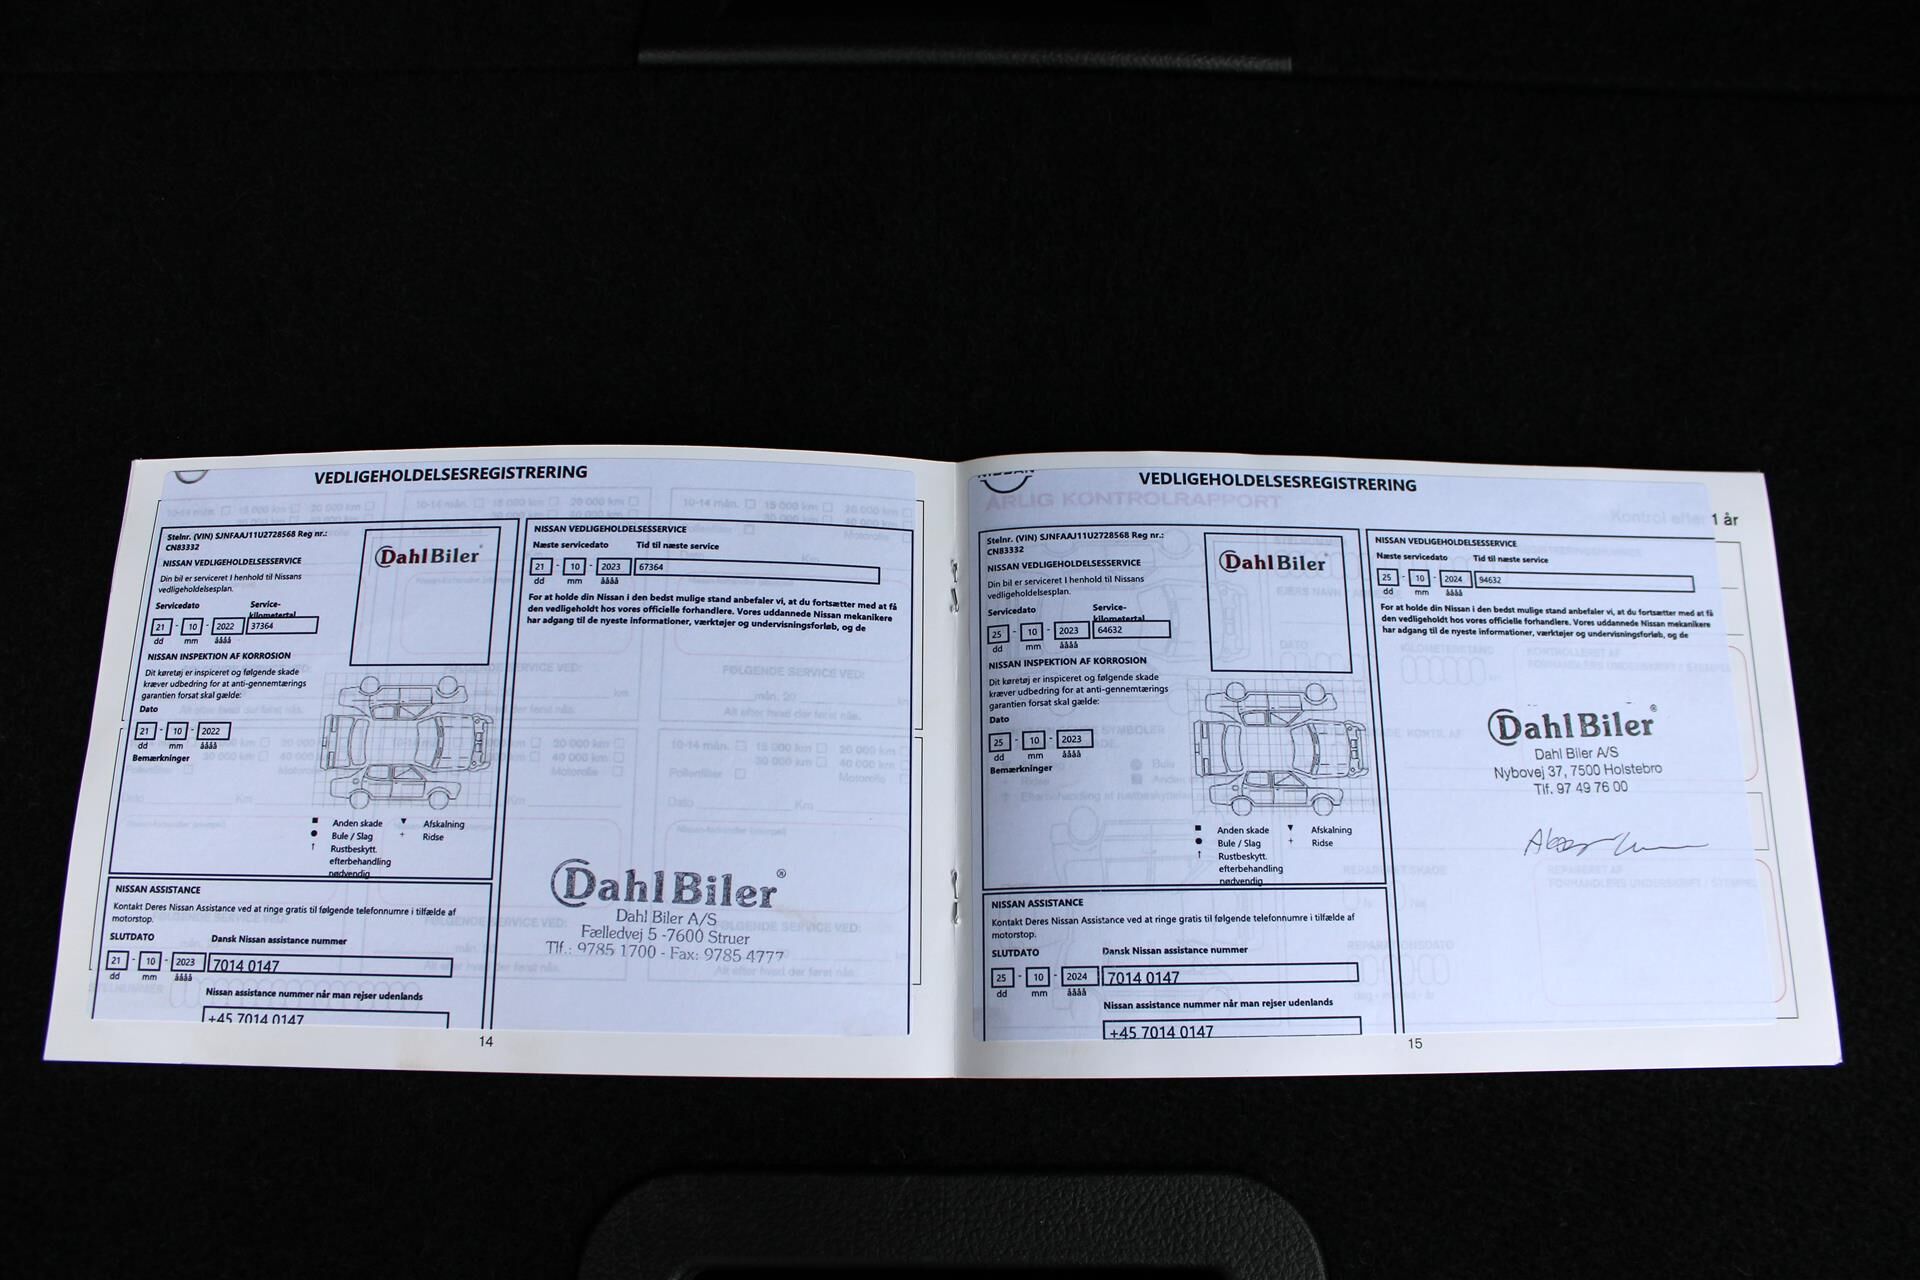 VEDLIGEHOLDELSESREGISTRERING
Stelnr. (VIN) SJNFAAJ11U2728568 Reg nr.:
CN83332
NISSAN VEDLIGEHOLDELSESERVICE
Din bil er serviceret I henhold til Nissans
vedligeholdelsesplan.
Servicedato Service-
kilometertal
21 - 10 - 2022 37364
dd mm åååå
NISSAN INSPEKTION AF KORROSION
Dit køretøj er inspiceret og følgende skade
kræver udbedring for at anti-gennemtærings
garantien forsat skal gælde:
Dato
21 - 10 - 2022
dd mm åååå
Bemærkninger
DahlBiler
■ Anden skade ▼ Afskalning
● Bule / Slag + Ridse
↑ Rustbeskytt.
efterbehandling
nødvendig
NISSAN ASSISTANCE
Kontakt Deres Nissan Assistance ved at ringe gratis til følgende telefonnumre i tilfælde af
motorstop.
SLUTDATO Dansk Nissan assistance nummer
21 - 10 - 2023 7014 0147
dd mm åååå
Nissan assistance nummer når man rejser udenlands
+45 7014 0147
NISSAN VEDLIGEHOLDELSESSERVICE
Næste servicedato Tid til næste service
21 - 10 - 2023 67364
dd mm åååå
For at holde din Nissan i den bedst mulige stand anbefaler vi, at du fortsætter med at få
den vedligeholdt hos vores officielle forhandlere. Vores uddannede Nissan mekanikere
har adgang til de nyeste informationer, værktøjer og undervisningsforløb, og de
DahlBiler®
Dahl Biler A/S
Fælledvej 5 -7600 Struer
Tlf.: 9785 1700 - Fax: 9785 4777
14
NISSAN
VEDLIGEHOLDELSESREGISTRERING
ÅRLIG KONTROLRAPPORT
Kontrol efter 1 år
Stelnr. (VIN) SJNFAAJ11U2728568 Reg nr.:
CN83332
NISSAN VEDLIGEHOLDELSESERVICE
Din bil er serviceret I henhold til Nissans
vedligeholdelsesplan.
Servicedato Service-
kilometertal
25 - 10 - 2023 64632
dd mm åååå
NISSAN INSPEKTION AF KORROSION
Dit køretøj er inspiceret og følgende skade
kræver udbedring for at anti-gennemtærings
garantien forsat skal gælde:
Dato
25 - 10 - 2023
dd mm åååå
Bemærkninger
DahlBiler
■ Anden skade ▼ Afskalning
● Bule / Slag + Ridse
↑ Rustbeskytt.
efterbehandling
nødvendig
NISSAN ASSISTANCE
Kontakt Deres Nissan Assistance ved at ringe gratis til følgende telefonnumre i tilfælde af
motorstop.
SLUTDATO Dansk Nissan assistance nummer
25 - 10 - 2024 7014 0147
dd mm åååå
Nissan assistance nummer når man rejser udenlands
+45 7014 0147
NISSAN VEDLIGEHOLDELSESSERVICE
Næste servicedato Tid til næste service
25 - 10 - 2024 94632
dd mm åååå
For at holde din Nissan i den bedst mulige stand anbefaler vi, at du fortsætter med at få
den vedligeholdt hos vores officielle forhandlere. Vores uddannede Nissan mekanikere
har adgang til de nyeste informationer, værktøjer og undervisningsforløb, og de
DahlBiler®
Dahl Biler A/S
Nybovej 37, 7500 Holstebro
Tlf. 97 49 76 00
15